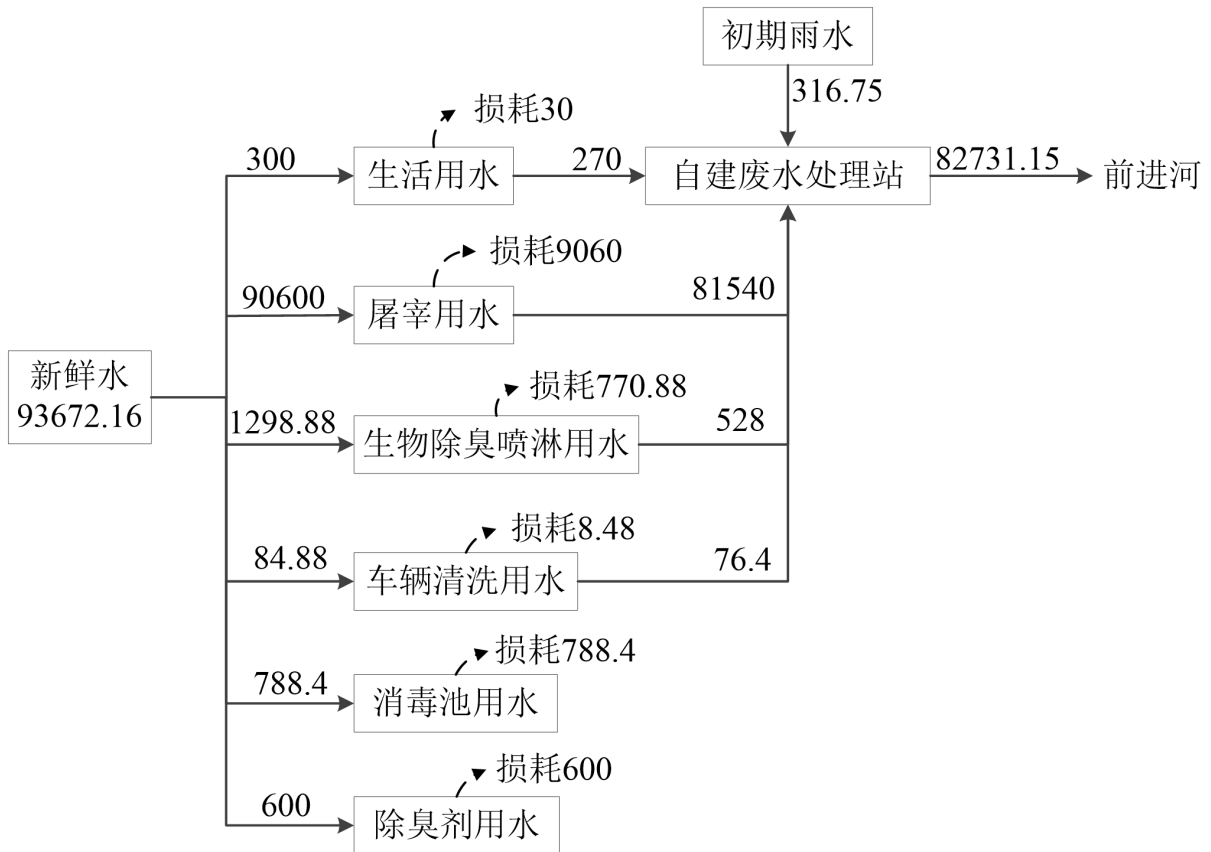 初期雨水
316.75
损耗30
300
生活用水
270
自建废水处理站
82731.15
前进河
损耗9060
90600
屠宰用水
81540
新鲜水
93672.16
损耗770.88
1298.88
生物除臭喷淋用水
528
损耗8.48
84.88
车辆清洗用水
76.4
损耗788.4
788.4
消毒池用水
损耗600
600
除臭剂用水